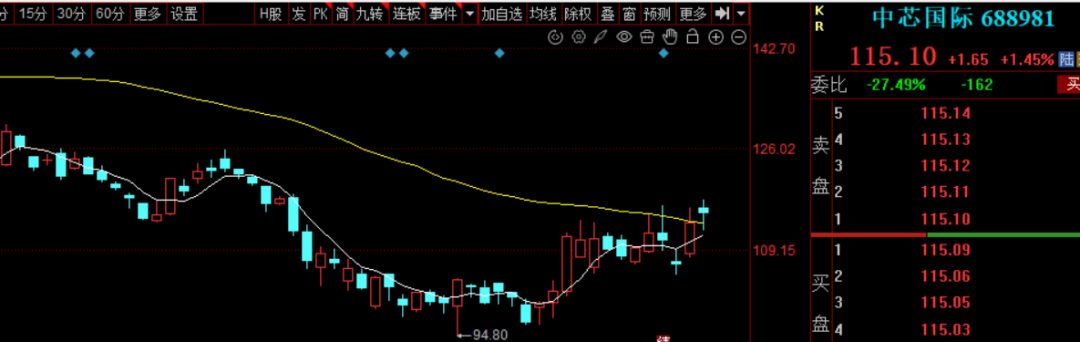 分 15分 30分 60分 更多 设置 H股 发 PK 简 九转 连板 事件 加自选 均线 除权 叠 窗 预测 更多
142.70
126.02
109.15
94.80
KR 中芯国际 688981
115.10 +1.65 +1.45% 陆
委比 -27.49% -162 买
卖盘
5 115.14
4 115.13
3 115.12
2 115.11
1 115.10
买盘
1 115.09
2 115.06
3 115.05
4 115.03